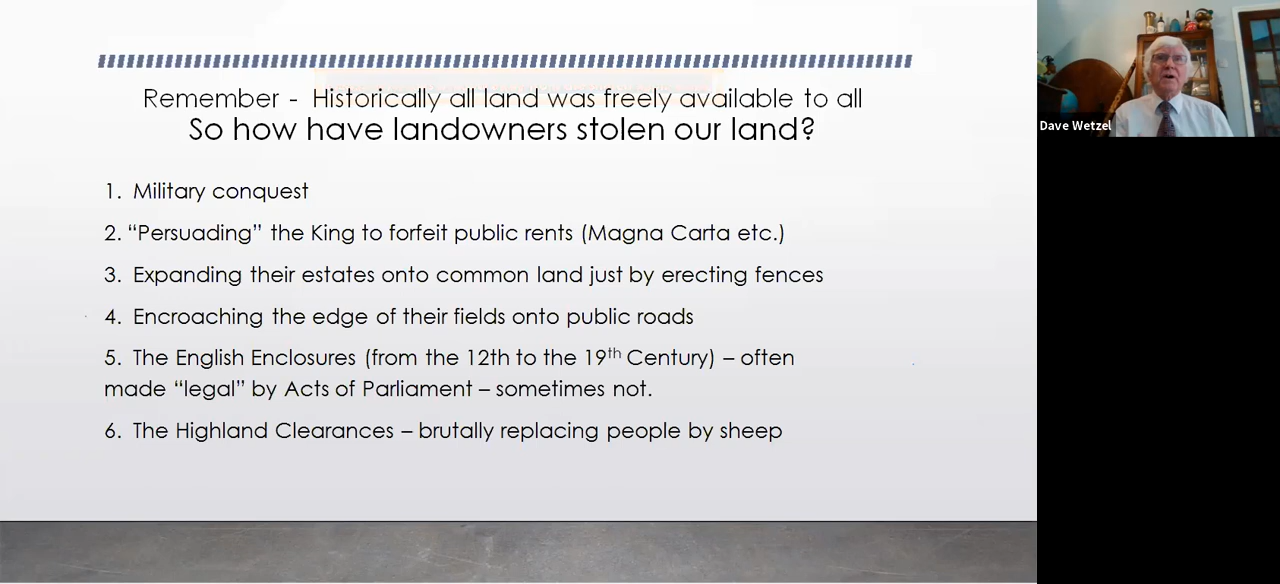 Remember -  Historically all land was freely available to all
So how have landowners stolen our land?
1.  Military conquest
2. “Persuading” the King to forfeit public rents (Magna Carta etc.)
3.  Expanding their estates onto common land just by erecting fences
4.  Encroaching the edge of their fields onto public roads
5.  The English Enclosures (from the 12th to the 19th Century) – often
made “legal” by Acts of Parliament – sometimes not.
6.  The Highland Clearances – brutally replacing people by sheep
Dave Wetzel